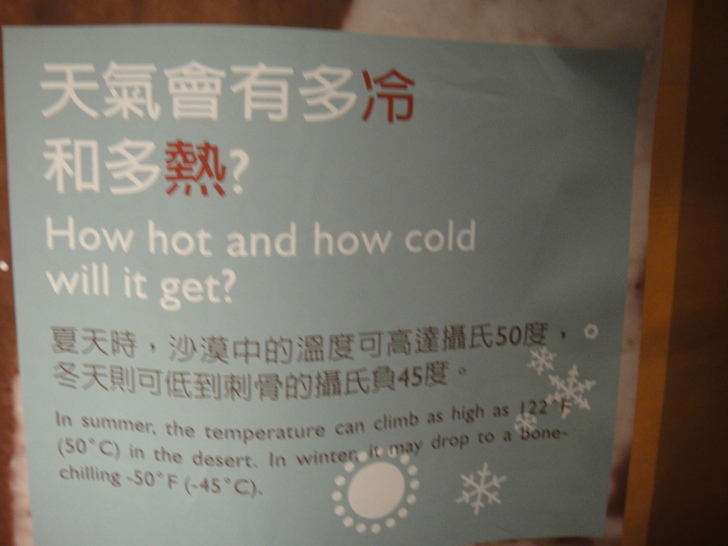 天氣會有多冷
和多熱?
How hot and how cold
will it get?
夏天時，沙漠中的溫度可高達攝氏50度，
冬天則可低到刺骨的攝氏負45度。
In summer, the temperature can climb as high as 122°F
(50°C) in the desert. In winter, it may drop to a bone-
chilling -50°F (-45°C).